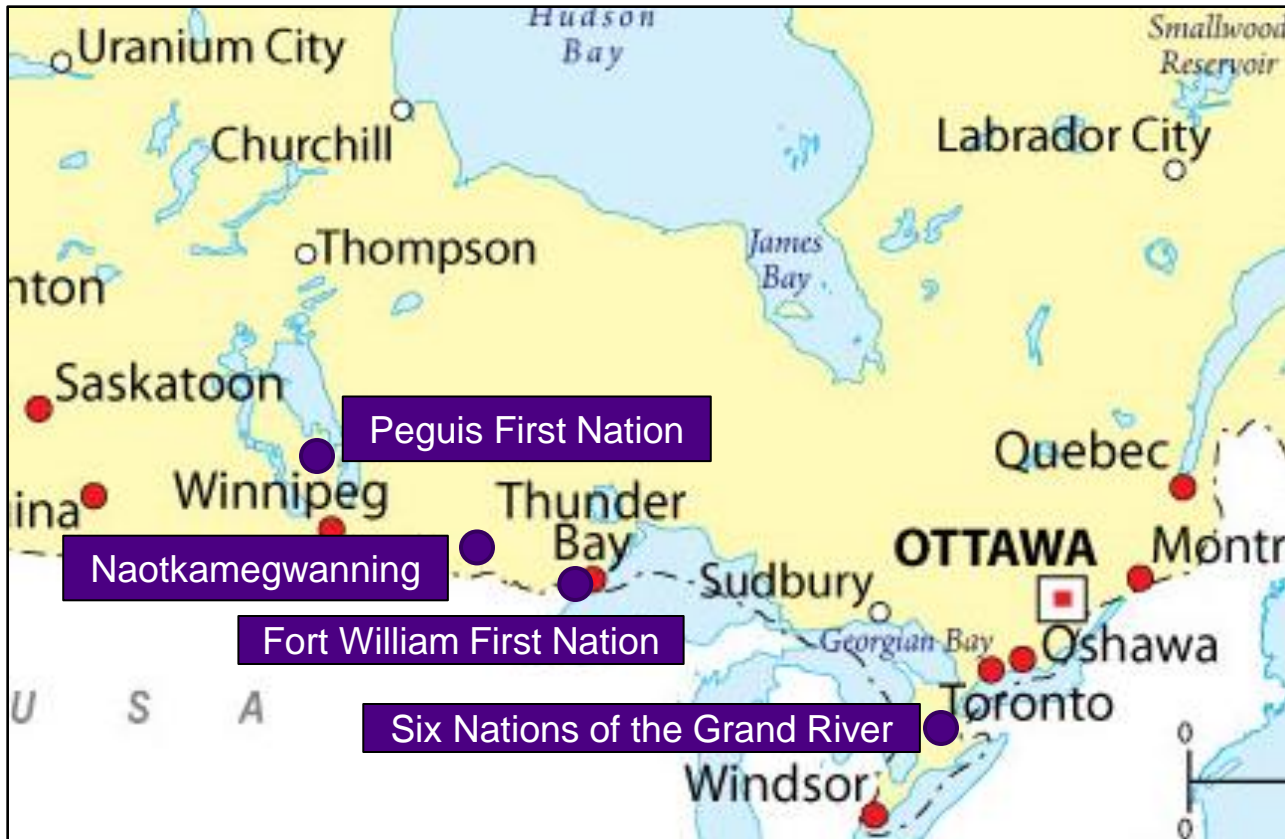 Hudson
Bay
Smallwood
Reservoir
Uranium City
Churchill
Labrador City
Thompson
James
Bay
nton
Saskatoon
Peguis First Nation
Quebec
Winnipeg
Thunder
Bay
ina
OTTAWA
Montr
Naotkamegwanning
Sudbury
Fort William First Nation
Georgian Bay
Oshawa
Toronto
U S A
Six Nations of the Grand River
Windsor
0
0